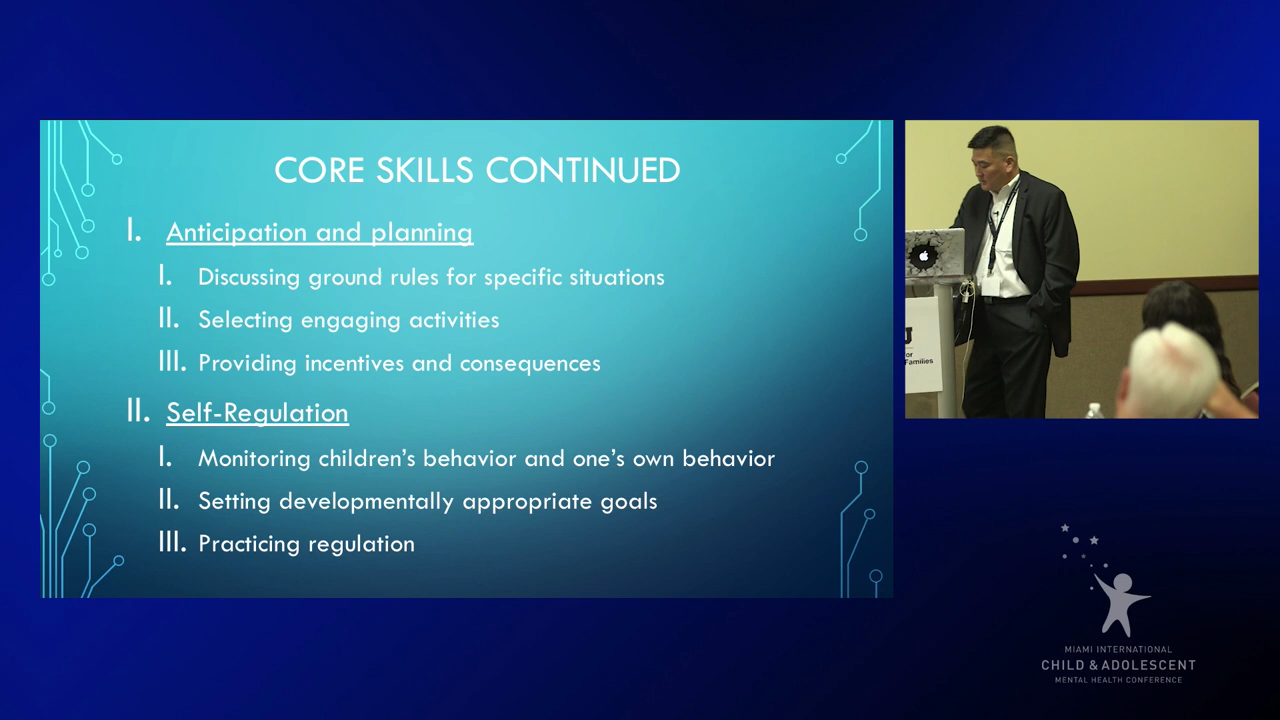 CORE SKILLS CONTINUED
I. Anticipation and planning
I. Discussing ground rules for specific situations
II. Selecting engaging activities
III. Providing incentives and consequences
II. Self-Regulation
I. Monitoring children's behavior and one's own behavior
II. Setting developmentally appropriate goals
III. Practicing regulation
Families
MIAMI INTERNATIONAL
CHILD & ADOLESCENT
MENTAL HEALTH CONFERENCE